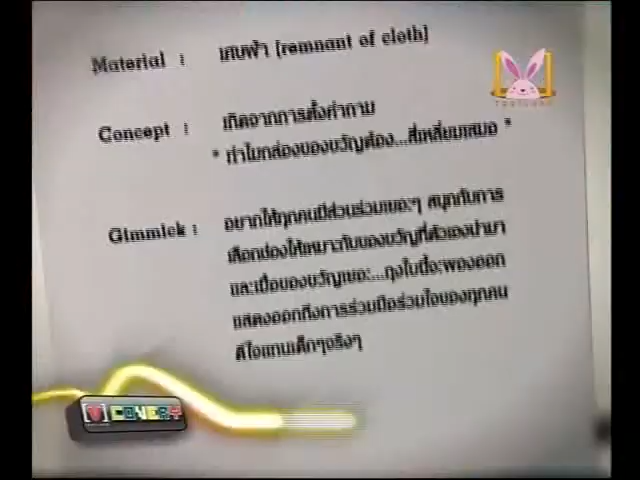 Material : เศษผ้า [remnant of cloth]
Concept : เกิดจากการตั้งคำถาม
" ทำไมกล่องของขวัญต้อง...สี่เหลี่ยมเสมอ "
Gimmick : อยากให้ทุกคนมีส่วนร่วมเยอะๆ สนุกกับการ
เลือกช่องให้เหมาะกับของขวัญที่ตัวเองนำมา
และเมื่อของขวัญเยอะ...ถุงใบนี้จะพองออก
แสดงออกถึงการร่วมมือร่วมใจของทุกคน
ดีใจแทนเด็กๆจริงๆ